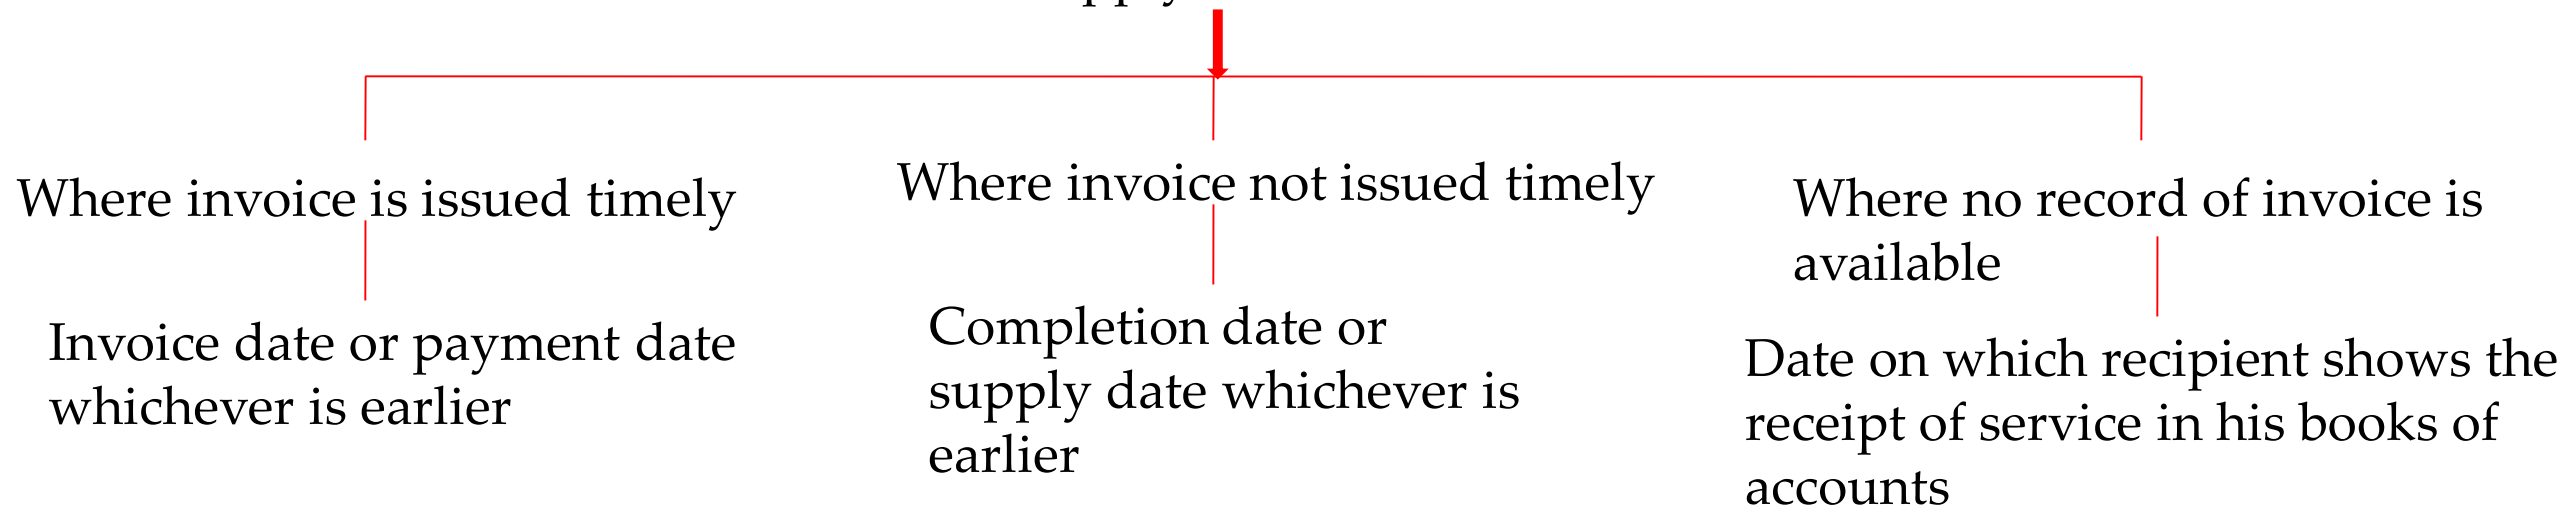 Where invoice is issued timely
Invoice date or payment date
whichever is earlier
Where invoice not issued timely
Completion date or
supply date whichever is
earlier
Where no record of invoice is
available
Date on which recipient shows the
receipt of service in his books of
accounts